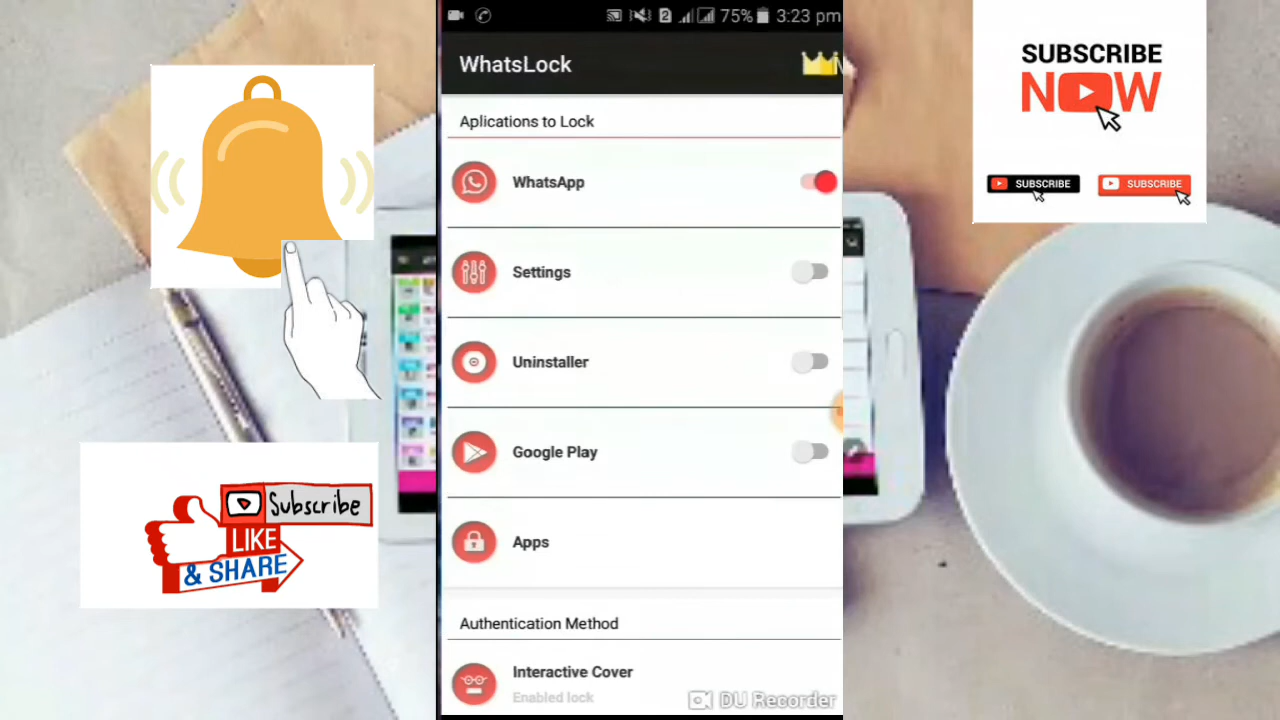 2 75% 3:23 pm
WhatsLock
Aplications to Lock
WhatsApp
Settings
Uninstaller
Google Play
Apps
Authentication Method
Interactive Cover
Enabled lock
DU Recorder
Subscribe
LIKE
& SHARE
SUBSCRIBE
NOW
SUBSCRIBE
SUBSCRIBE